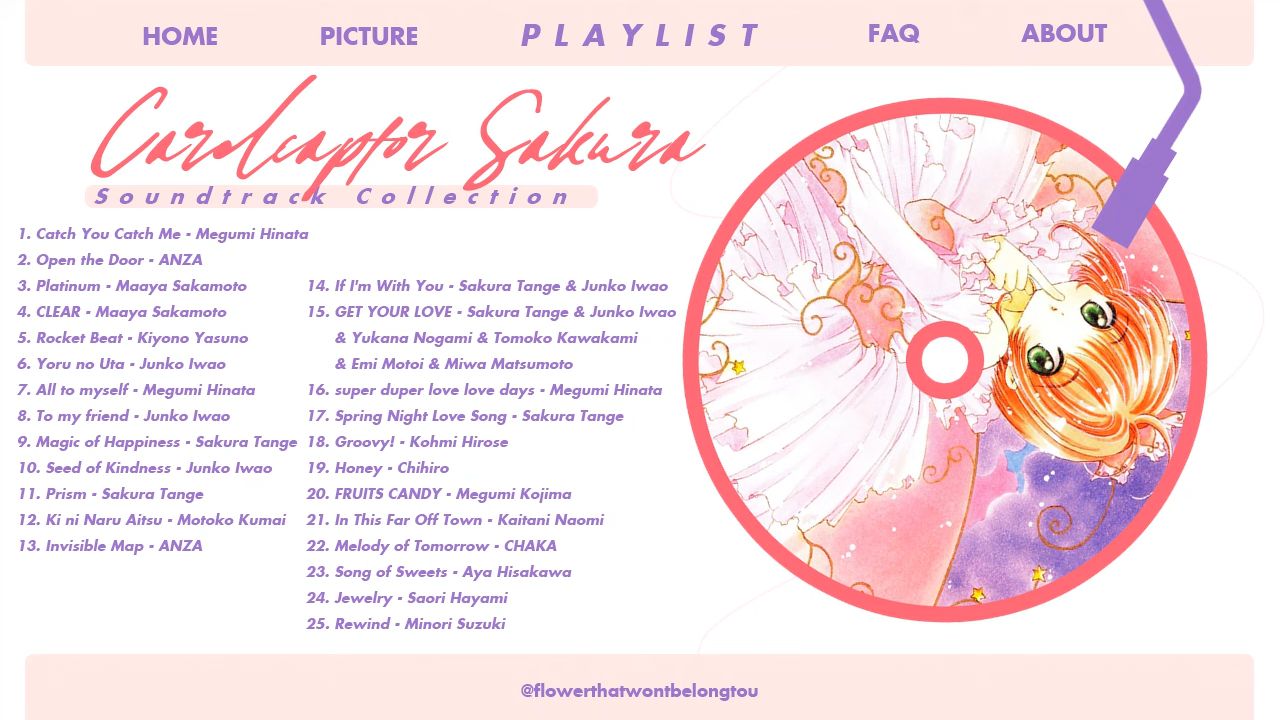 HOME PICTURE PLAYLIST FAQ ABOUT
Cardcaptor Sakura
Soundtrack Collection
1. Catch You Catch Me - Megumi Hinata
2. Open the Door - ANZA
3. Platinum - Maaya Sakamoto
4. CLEAR - Maaya Sakamoto
5. Rocket Beat - Kiyono Yasuno
6. Yoru no Uta - Junko Iwao
7. All to myself - Megumi Hinata
8. To my friend - Junko Iwao
9. Magic of Happiness - Sakura Tange
10. Seed of Kindness - Junko Iwao
11. Prism - Sakura Tange
12. Ki ni Naru Aitsu - Motoko Kumai
13. Invisible Map - ANZA
14. If I'm With You - Sakura Tange & Junko Iwao
15. GET YOUR LOVE - Sakura Tange & Junko Iwao
& Yukana Nogami & Tomoko Kawakami
& Emi Motoi & Miwa Matsumoto
16. super duper love love days - Megumi Hinata
17. Spring Night Love Song - Sakura Tange
18. Groovy! - Kohmi Hirose
19. Honey - Chihiro
20. FRUITS CANDY - Megumi Kojima
21. In This Far Off Town - Kaitani Naomi
22. Melody of Tomorrow - CHAKA
23. Song of Sweets - Aya Hisakawa
24. Jewelry - Saori Hayami
25. Rewind - Minori Suzuki
@flowerthatwontbelongtou